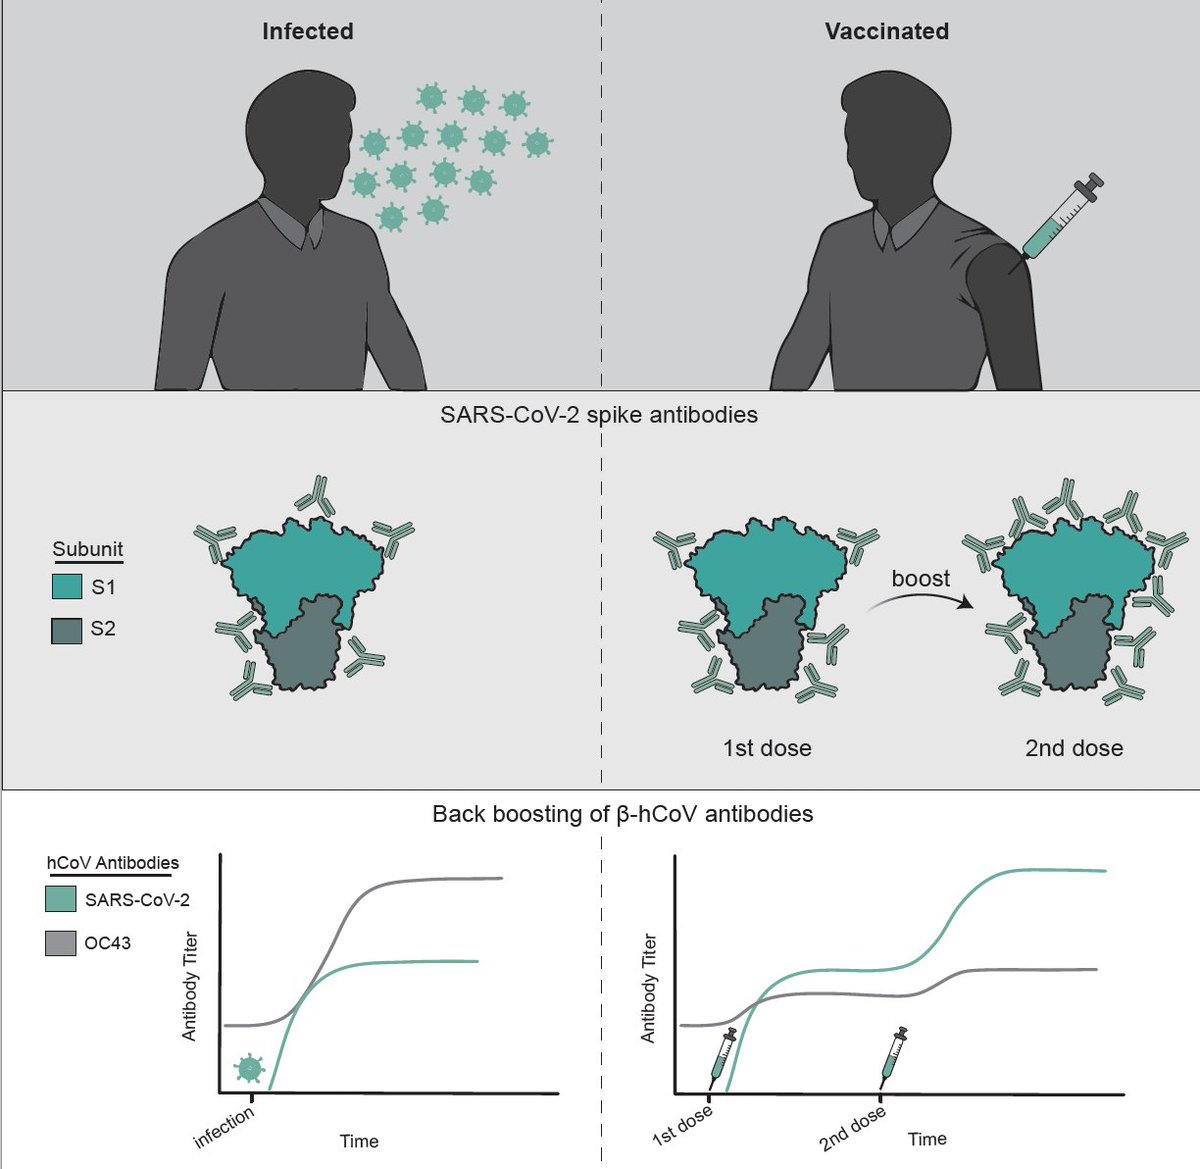 Infected
Vaccinated
SARS-CoV-2 spike antibodies
Subunit
S1
S2
boost
1st dose
2nd dose
Back boosting of β-hCoV antibodies
hCoV Antibodies
SARS-CoV-2
OC43
Antibody Titer
infection
Time
Antibody Titer
1st dose
2nd dose
Time